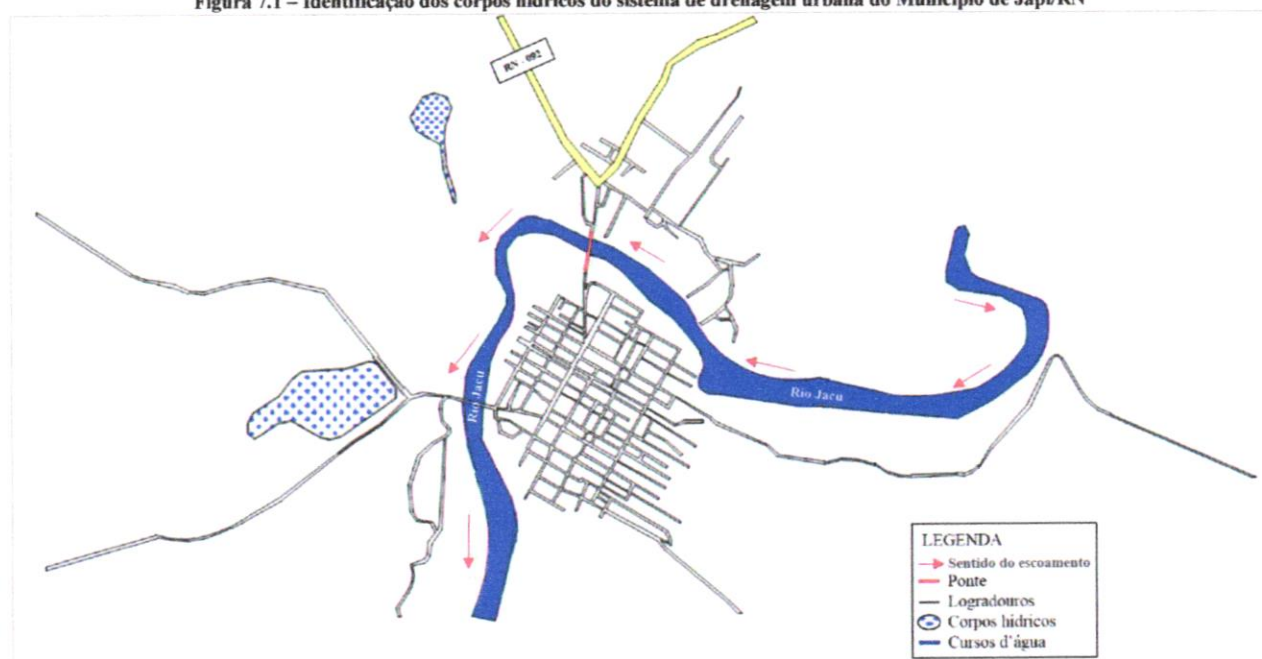 Figura 7.1 – Identificação dos corpos hídricos do sistema de drenagem urbana do Município de Japi/RN
RN - 092
Rio Jacu
Rio Jacu
LEGENDA
Sentido do escoamento
Ponte
Logradouros
Corpos hídricos
Cursos d'água